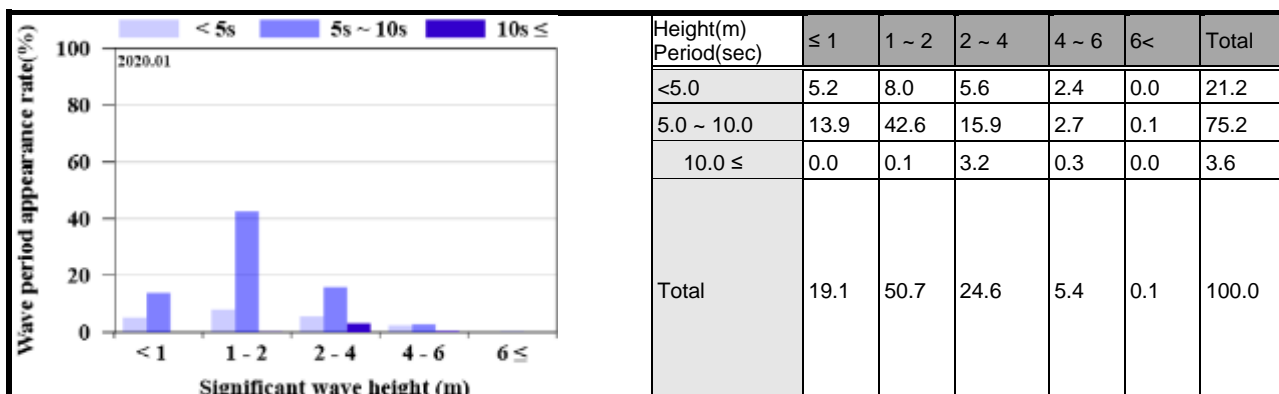 < 5s 5s ~ 10s 10s ≤
Wave period appearance rate(%)
100
80
60
40
20
0
2020.01
< 1 1 - 2 2 - 4 4 - 6 6 ≤
Significant wave height (m)
Height(m)
Period(sec) ≤ 1 1 ~ 2 2 ~ 4 4 ~ 6 6< Total
<5.0 5.2 8.0 5.6 2.4 0.0 21.2
5.0 ~ 10.0 13.9 42.6 15.9 2.7 0.1 75.2
10.0 ≤ 0.0 0.1 3.2 0.3 0.0 3.6
Total 19.1 50.7 24.6 5.4 0.1 100.0